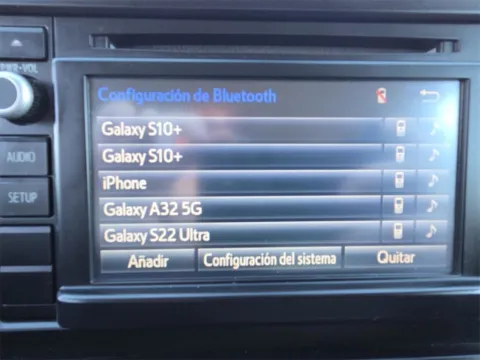 PWR•VOL
Configuración de Bluetooth
Galaxy S10+
Galaxy S10+
iPhone
AUDIO
Galaxy A32 5G
SETUP
Galaxy S22 Ultra
Añadir
Configuración del sistema
Quitar